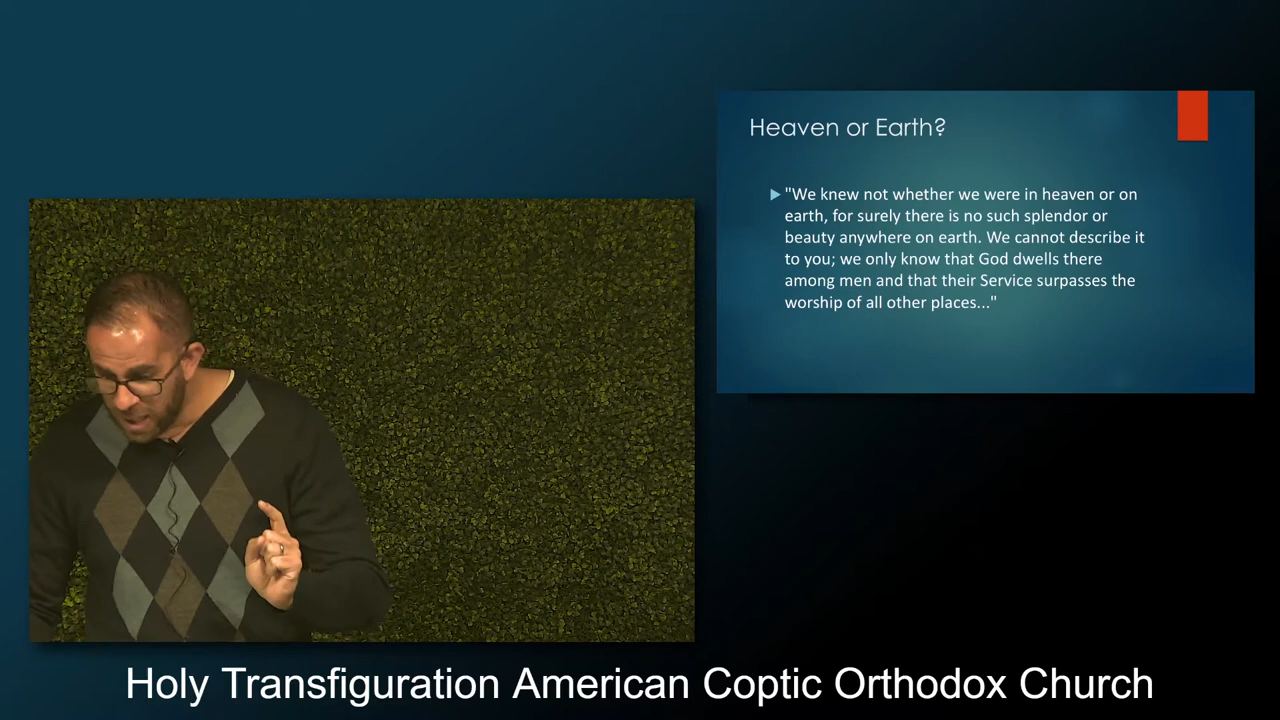 Heaven or Earth?
"We knew not whether we were in heaven or on
earth, for surely there is no such splendor or
beauty anywhere on earth. We cannot describe it
to you; we only know that God dwells there
among men and that their Service surpasses the
worship of all other places..."
Holy Transfiguration American Coptic Orthodox Church